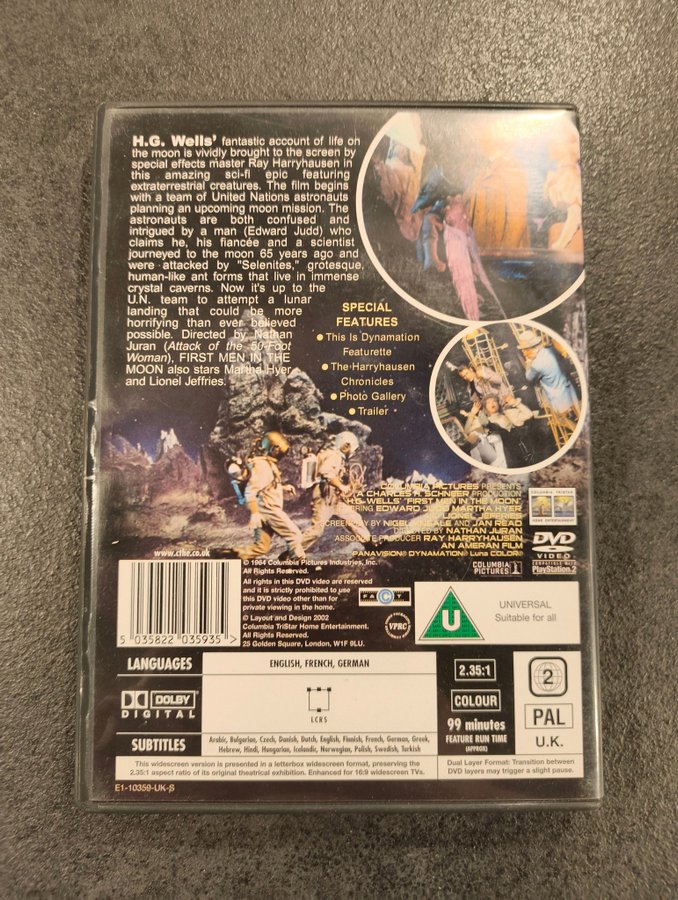 H.G. Wells' fantastic account of life on
the moon is vividly brought to the screen by
special effects master Ray Harryhausen in
this amazing sci-fi epic featuring
extraterrestrial creatures. The film begins
with a team of United Nations astronauts
planning an upcoming moon mission. The
astronauts are both confused and
intrigued by a man (Edward Judd) who
claims he, his fiancée and a scientist
journeyed to the moon 65 years ago and
were attacked by "Selenites," grotesque,
human-like ant forms that live in immense
crystal caverns. Now it's up to the
U.N. team to attempt a lunar
landing that could be more
horrifying than ever believed
possible. Directed by Nathan
Juran (Attack of the 50-Foot
Woman), FIRST MEN IN THE
MOON also stars Martha Hyer
and Lionel Jeffries.
SPECIAL
FEATURES
• This Is Dynamation
Featurette
• The Harryhausen
Chronicles
• Photo Gallery
• Trailer
COLUMBIA PICTURES PRESENTS
A CHARLES H. SCHNEER PRODUCTION
H.G. WELLS' "FIRST MEN IN THE MOON"
STARRING EDWARD JUDD MARTHA HYER
LIONEL JEFFRIES
SCREENPLAY BY NIGEL KNEALE AND JAN READ
DIRECTED BY NATHAN JURAN
ASSOCIATE PRODUCER RAY HARRYHAUSEN
AN AMERAN FILM
PANAVISION® DYNAMATION® Luna COLOR®
COLUMBIA TRISTAR
HOME ENTERTAINMENT
DVD
VIDEO
COMPATIBLE WITH
PlayStation.2
COLUMBIA
PICTURES
www.cthe.co.uk
© 1964 Columbia Pictures Industries, Inc.
All Rights Reserved.
All rights in this DVD video are reserved
and it is strictly prohibited to use
this DVD video other than for
private viewing in the home.
© Layout and Design 2002
Columbia TriStar Home Entertainment.
All Rights Reserved.
25 Golden Square, London, W1F 9LU.
5 035822 035935 >
FACT
VPRC
U
UNIVERSAL
Suitable for all
LANGUAGES
ENGLISH, FRENCH, GERMAN
DOLBY
DIGITAL
LCRS
SUBTITLES
Arabic, Bulgarian, Czech, Danish, Dutch, English, Finnish, French, German, Greek,
Hebrew, Hindi, Hungarian, Icelandic, Norwegian, Polish, Swedish, Turkish
2.35:1
COLOUR
99 minutes
FEATURE RUN TIME
(APPROX)
2
PAL
U.K.
This widescreen version is presented in a letterbox widescreen format, preserving the
2.35:1 aspect ratio of its original theatrical exhibition. Enhanced for 16:9 widescreen TVs.
Dual Layer Format: Transition between
DVD layers may trigger a slight pause.
E1-10359-UK-B